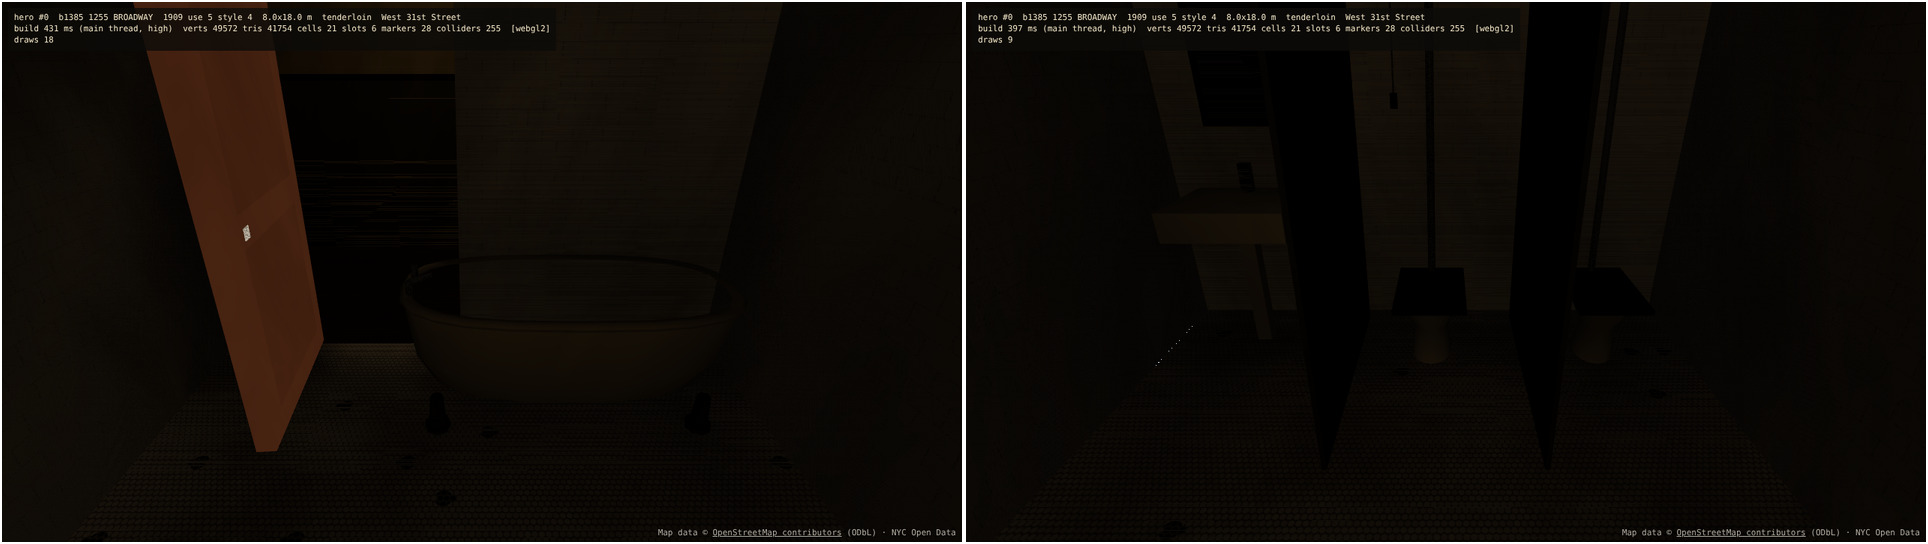 hero #0  b1385 1255 BROADWAY  1909 use 5 style 4  8.0x18.0 m  tenderloin  West 31st Street
build 431 ms (main thread, high)  verts 49572 tris 41754 cells 21 slots 6 markers 28 colliders 255  [webgl2]
draws 18
Map data © OpenStreetMap contributors (ODbL) · NYC Open Data
hero #0  b1385 1255 BROADWAY  1909 use 5 style 4  8.0x18.0 m  tenderloin  West 31st Street
build 397 ms (main thread, high)  verts 49572 tris 41754 cells 21 slots 6 markers 28 colliders 255  [webgl2]
draws 9
Map data © OpenStreetMap contributors (ODbL) · NYC Open Data